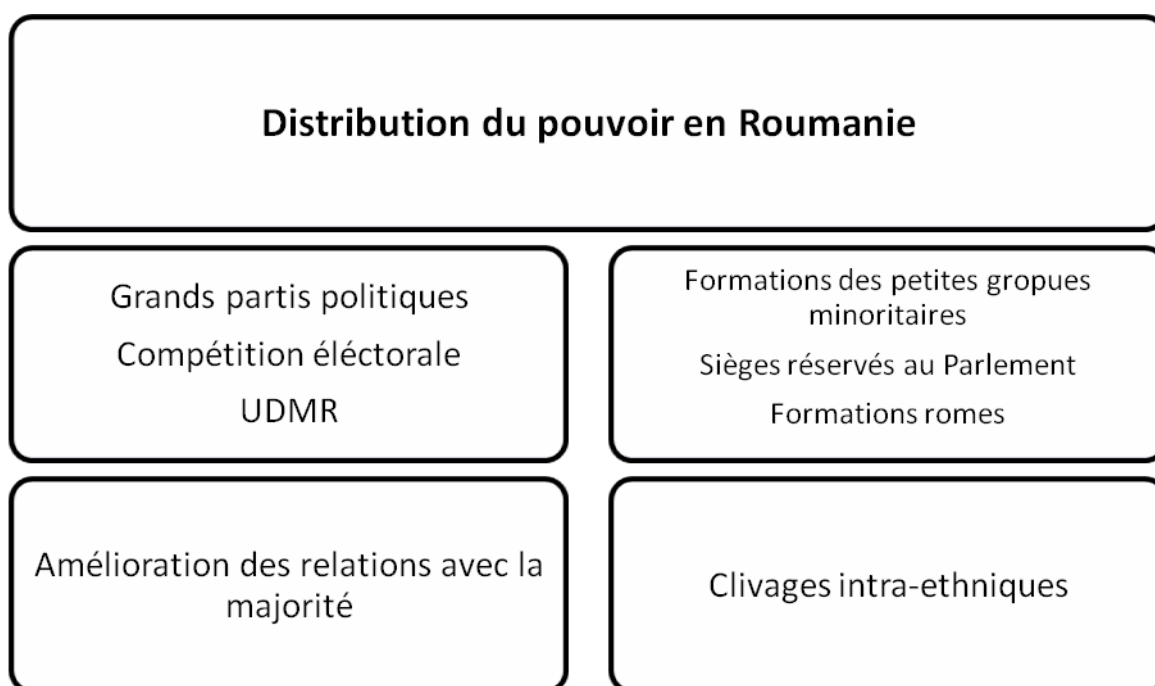 Distribution du pouvoir en Roumanie
Grands partis politiques
Compétition éléctorale
UDMR
Formations des petites gropues
minoritaires
Sièges réservés au Parlement
Formations romes
Amélioration des relations avec la
majorité
Clivages intra-ethniques